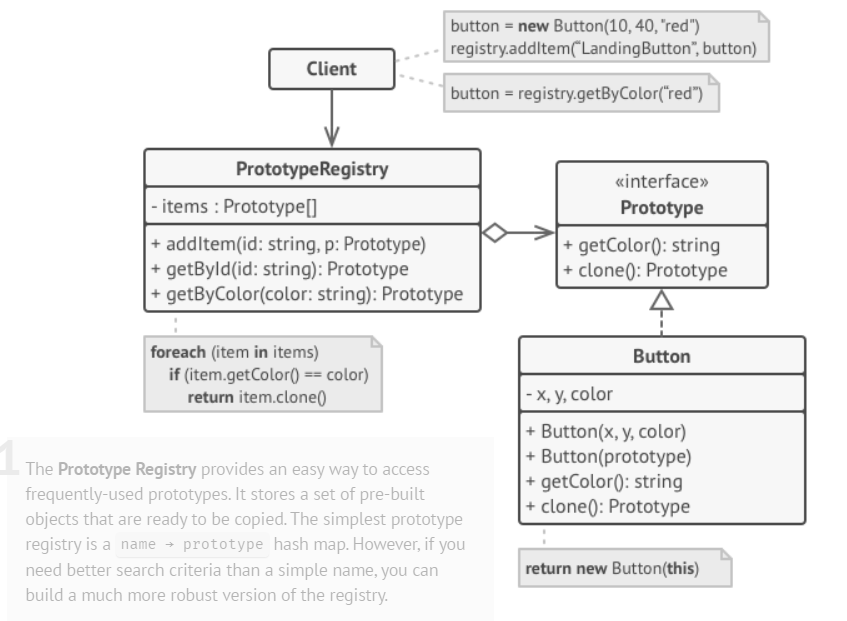 button = new Button(10, 40, "red")
registry.addItem(“LandingButton”, button)
Client
button = registry.getByColor(“red”)
PrototypeRegistry
- items : Prototype[]
+ addItem(id: string, p: Prototype)
+ getById(id: string): Prototype
+ getByColor(color: string): Prototype
«interface»
Prototype
+ getColor(): string
+ clone(): Prototype
foreach (item in items)
if (item.getColor() == color)
return item.clone()
Button
- x, y, color
+ Button(x, y, color)
+ Button(prototype)
+ getColor(): string
+ clone(): Prototype
return new Button(this)
1
The Prototype Registry provides an easy way to access
frequently-used prototypes. It stores a set of pre-built
objects that are ready to be copied. The simplest prototype
registry is a name → prototype hash map. However, if you
need better search criteria than a simple name, you can
build a much more robust version of the registry.